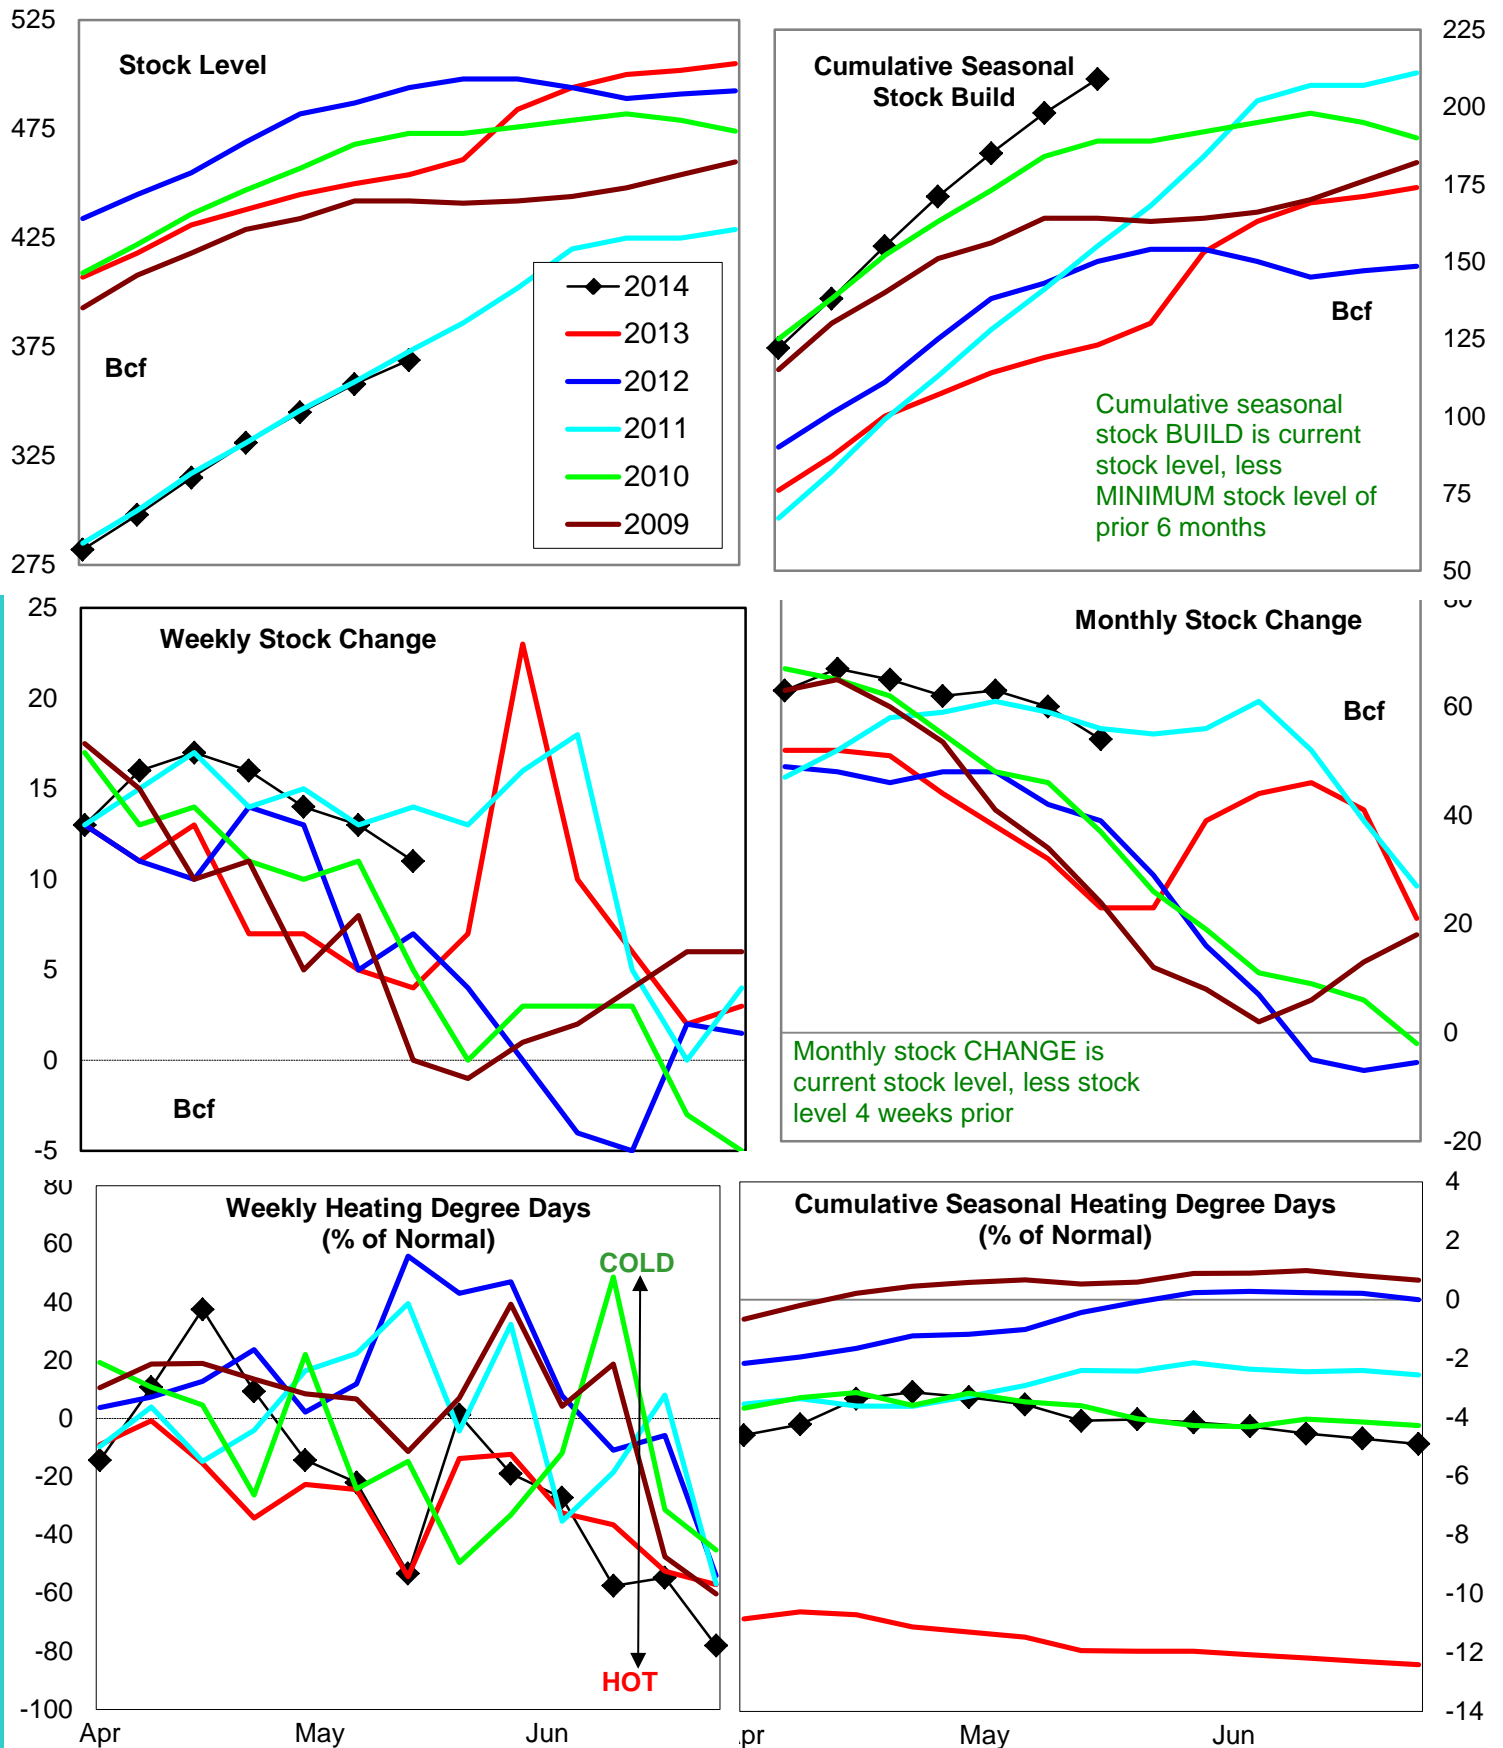 525
475
425
375
325
275
Stock Level
Bcf
2014
2013
2012
2011
2010
2009
Cumulative Seasonal
Stock Build
Bcf
Cumulative seasonal
stock BUILD is current
stock level, less
MINIMUM stock level of
prior 6 months
225
200
175
150
125
100
75
50
25
20
15
10
5
0
-5
Weekly Stock Change
Bcf
Monthly Stock Change
Bcf
Monthly stock CHANGE is
current stock level, less stock
level 4 weeks prior
80
60
40
20
0
-20
80
60
40
20
0
-20
-40
-60
-80
-100
Weekly Heating Degree Days
(% of Normal)
COLD
HOT
Apr
May
Jun
Cumulative Seasonal Heating Degree Days
(% of Normal)
4
2
0
-2
-4
-6
-8
-10
-12
-14
pr
May
Jun